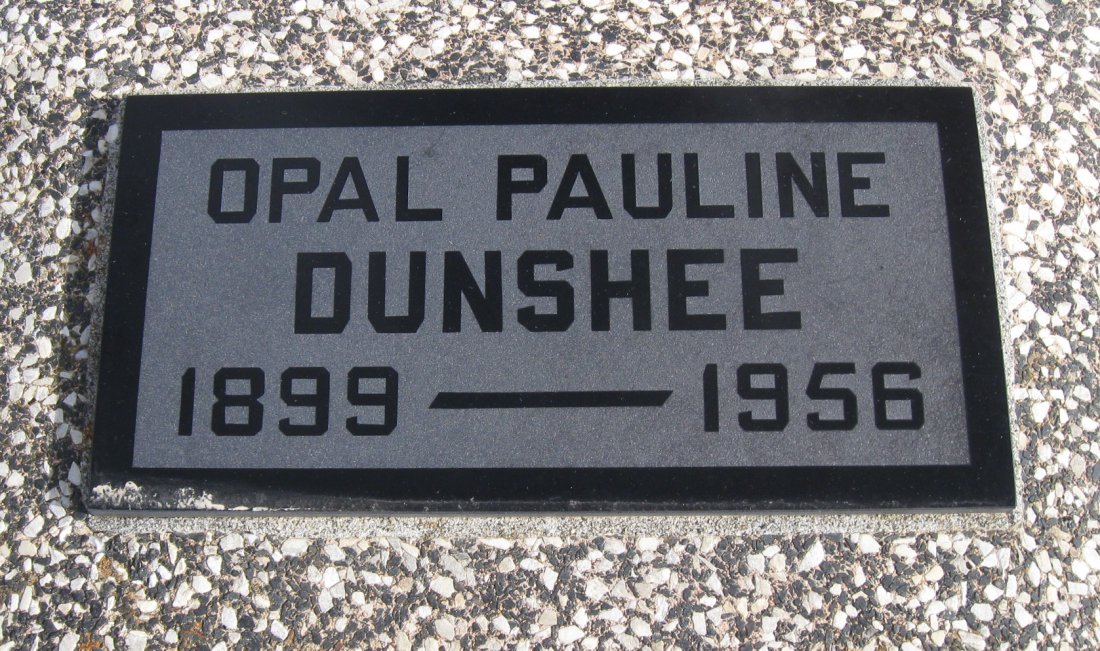 OPAL PAULINE
DUNSHEE
1899 — 1956